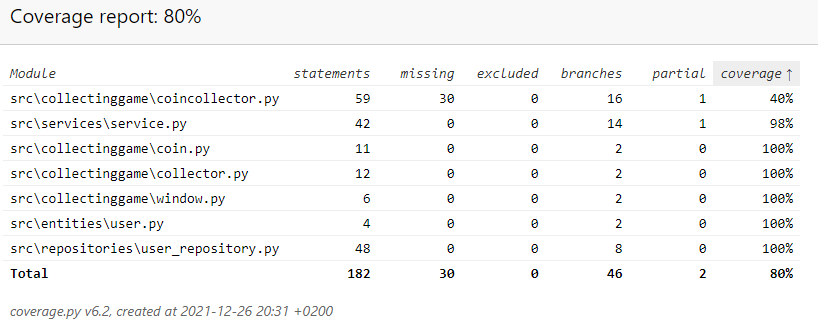 Coverage report: 80%
Module statements missing excluded branches partial coverage ↑
src\collectinggame\coincollector.py 59 30 0 16 1 40%
src\services\service.py 42 0 0 14 1 98%
src\collectinggame\coin.py 11 0 0 2 0 100%
src\collectinggame\collector.py 12 0 0 2 0 100%
src\collectinggame\window.py 6 0 0 2 0 100%
src\entities\user.py 4 0 0 2 0 100%
src\repositories\user_repository.py 48 0 0 8 0 100%
Total 182 30 0 46 2 80%
coverage.py v6.2, created at 2021-12-26 20:31 +0200